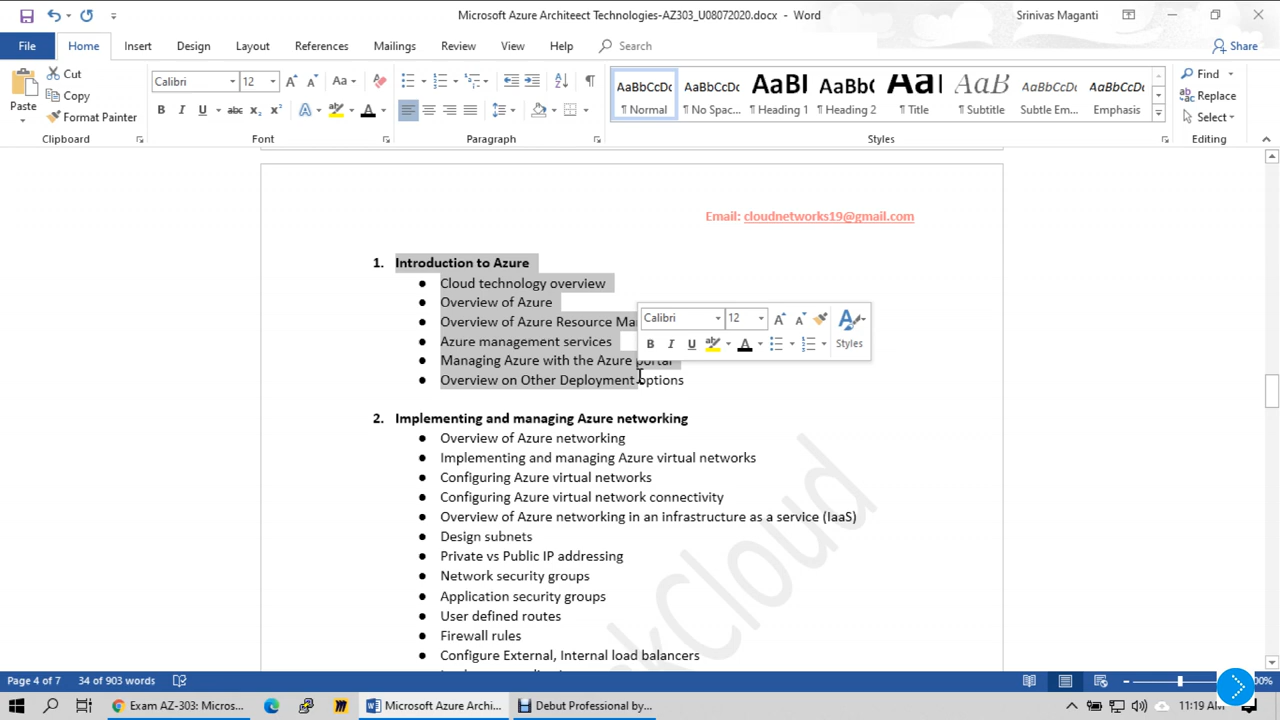 Microsoft Azure Architeect Technologies-AZ303_U08072020.docx - Word
Srinivas Maganti
File Home Insert Design Layout References Mailings Review View Help Search Share
Paste
Cut
Copy
Format Painter
Clipboard
Calibri 12
Font
Paragraph
AaBbCcDc AaBbCcDc AaBl AaBb( AaI AaB AaBbCcDc AaBbCcDc
¶ Normal ¶ No Spac... ¶ Heading 1 ¶ Heading 2 ¶ Title ¶ Subtitle Subtle Em... Emphasis
Styles
Find
Replace
Select
Editing
Email: cloudnetworks19@gmail.com
1. Introduction to Azure
● Cloud technology overview
● Overview of Azure
● Overview of Azure Resource Ma
● Azure management services
● Managing Azure with the Azure portal
● Overview on Other Deployment options
Calibri 12
B I U A Styles
2. Implementing and managing Azure networking
● Overview of Azure networking
● Implementing and managing Azure virtual networks
● Configuring Azure virtual networks
● Configuring Azure virtual network connectivity
● Overview of Azure networking in an infrastructure as a service (IaaS)
● Design subnets
● Private vs Public IP addressing
● Network security groups
● Application security groups
● User defined routes
● Firewall rules
● Configure External, Internal load balancers
kCloud
Page 4 of 7 34 of 903 words
Exam AZ-303: Micros... Microsoft Azure Archi... Debut Professional by... 11:19 AM